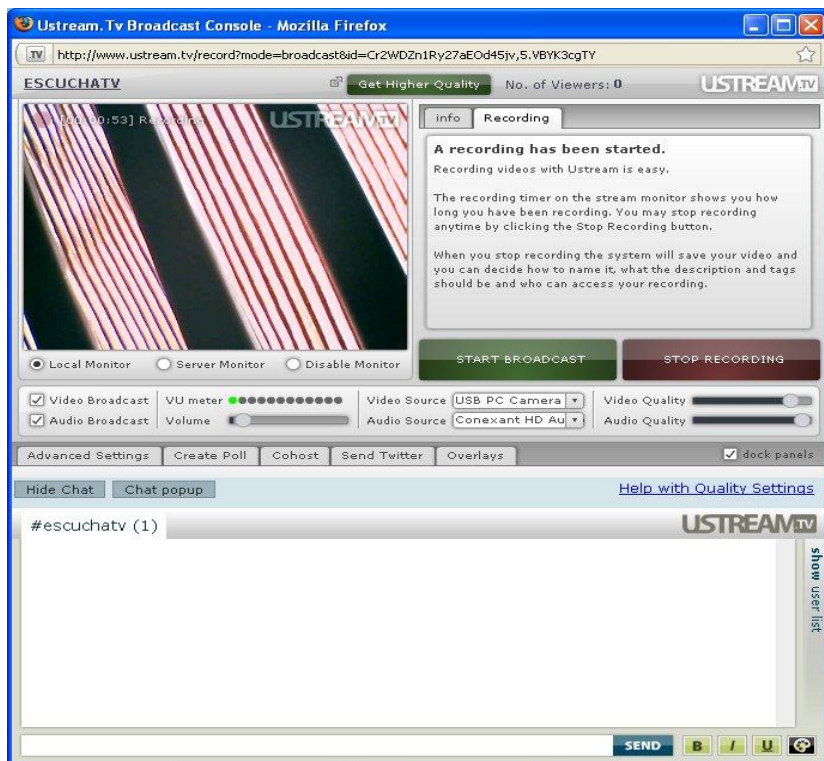 Ustream.Tv Broadcast Console - Mozilla Firefox
TV http://www.ustream.tv/record?mode=broadcast&id=Cr2WDZn1Ry27aEOd45jv,5.VBYK3cgTY
ESCUCHATV Get Higher Quality No. of Viewers: 0 USTREAM TV
[00:00:53] Recording USTREAM TV
info Recording
A recording has been started.
Recording videos with Ustream is easy.
The recording timer on the stream monitor shows you how
long you have been recording. You may stop recording
anytime by clicking the Stop Recording button.
When you stop recording the system will save your video and
you can decide how to name it, what the description and tags
should be and who can access your recording.
Local Monitor Server Monitor Disable Monitor
START BROADCAST STOP RECORDING
Video Broadcast VU meter Video Source USB PC Camera Video Quality
Audio Broadcast Volume Audio Source Conexant HD Au Audio Quality
Advanced Settings Create Poll Cohost Send Twitter Overlays dock panels
Hide Chat Chat popup Help with Quality Settings
#escuchatv (1) USTREAM TV
show user list
SEND B I U